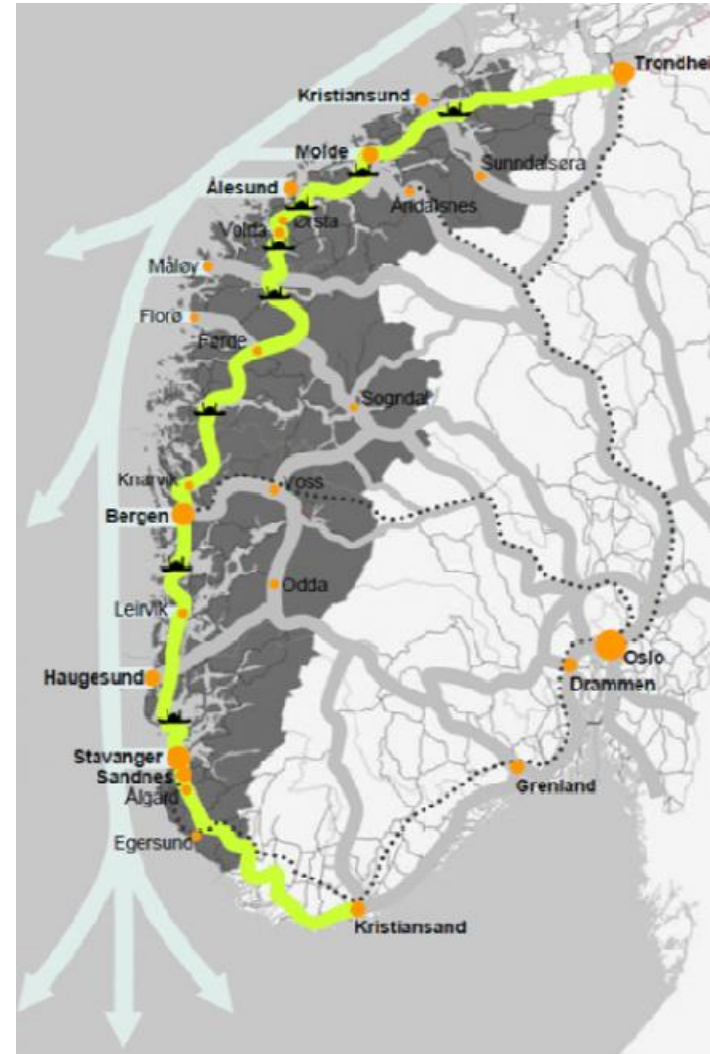 Trondhei
Kristiansund
Molde
Sunndalsøra
Ålesund
Åndalsnes
Ørsta
Volda
Måløy
Florø
Førde
Sogndal
Knarvik
Voss
Bergen
Odda
Leirvik
Oslo
Haugesund
Drammen
Stavanger
Sandnes
Grenland
Ålgård
Egersund
Kristiansand